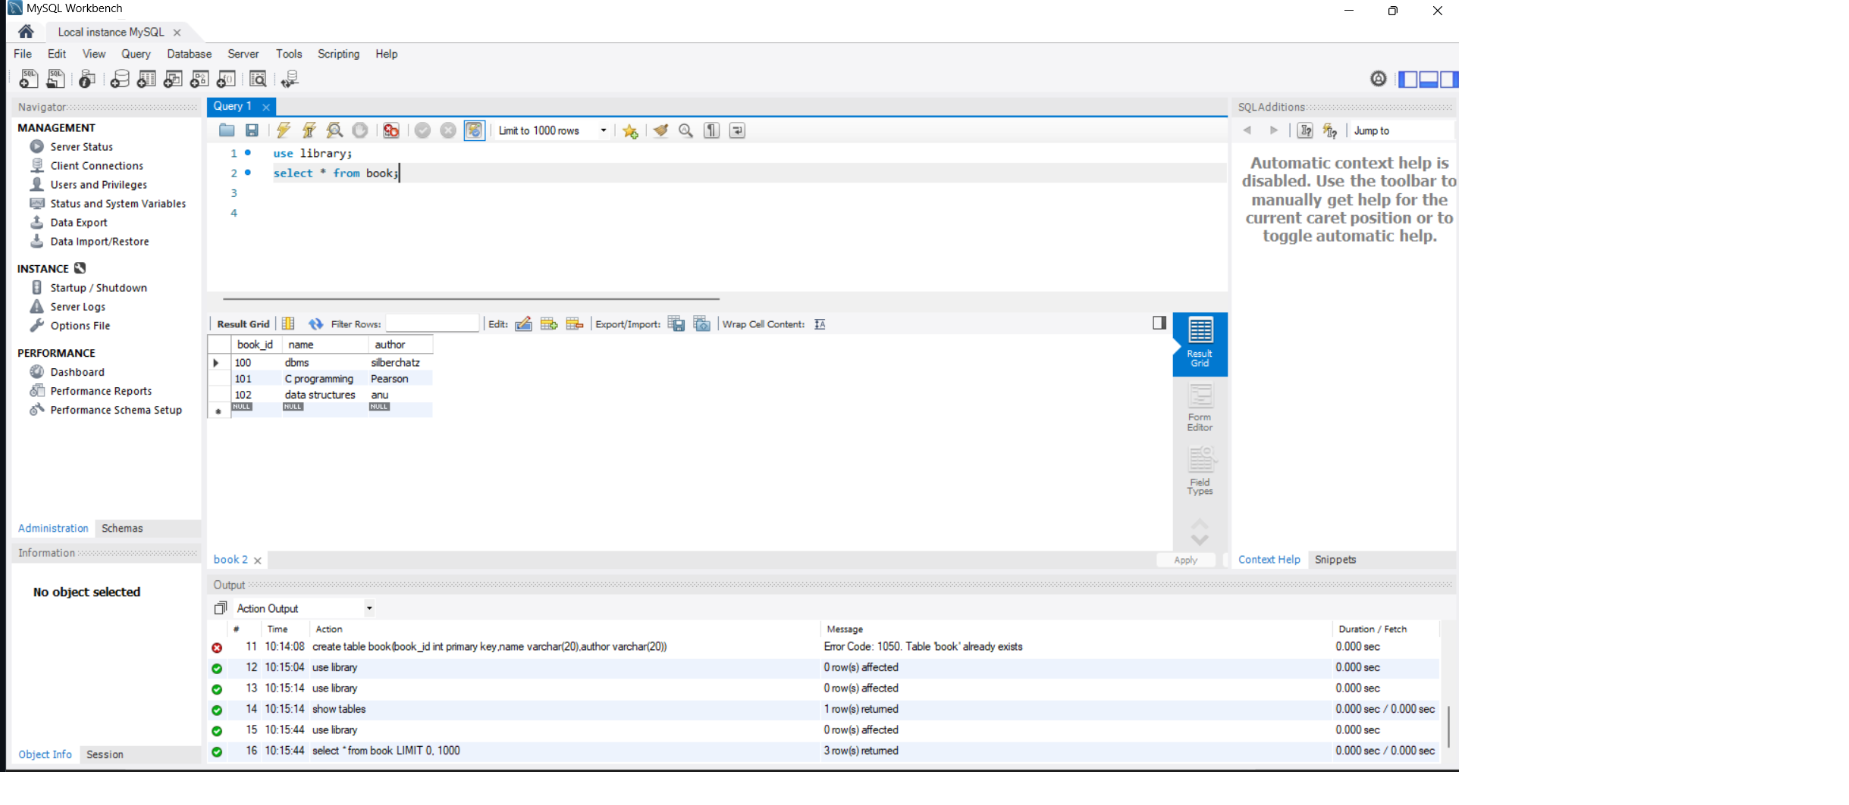 MySQL Workbench
Local instance MySQL
File Edit View Query Database Server Tools Scripting Help
Navigator
MANAGEMENT
Server Status
Client Connections
Users and Privileges
Status and System Variables
Data Export
Data Import/Restore
INSTANCE
Startup / Shutdown
Server Logs
Options File
PERFORMANCE
Dashboard
Performance Reports
Performance Schema Setup
Administration Schemas
Information
No object selected
Object Info Session
Query 1
Limit to 1000 rows
1 use library;
2 select * from book;
3
4
Result Grid Filter Rows: Edit: Export/Import: Wrap Cell Content:
book_id name author
100 dbms silberchatz
101 C programming Pearson
102 data structures anu
NULL NULL NULL
Result Grid
Form Editor
Field Types
book 2
Apply
SQLAdditions
Jump to
Automatic context help is
disabled. Use the toolbar to
manually get help for the
current caret position or to
toggle automatic help.
Context Help Snippets
Output
Action Output
# Time Action Message Duration / Fetch
11 10:14:08 create table book(book_id int primary key,name varchar(20),author varchar(20)) Error Code: 1050. Table 'book' already exists 0.000 sec
12 10:15:04 use library 0 row(s) affected 0.000 sec
13 10:15:14 use library 0 row(s) affected 0.000 sec
14 10:15:14 show tables 1 row(s) returned 0.000 sec / 0.000 sec
15 10:15:44 use library 0 row(s) affected 0.000 sec
16 10:15:44 select * from book LIMIT 0, 1000 3 row(s) returned 0.000 sec / 0.000 sec